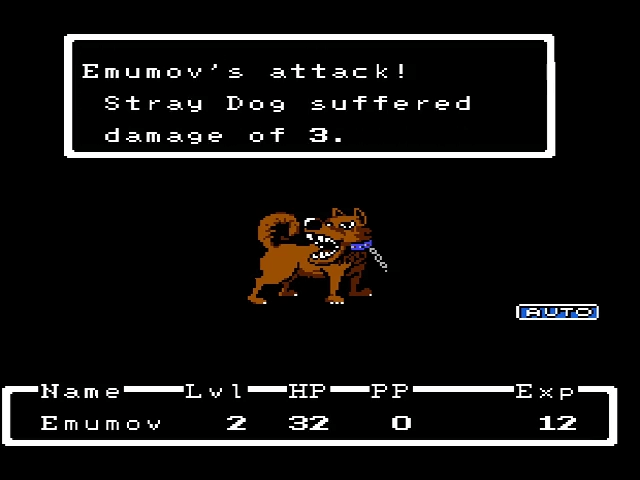 Emumov's attack!
Stray Dog suffered
damage of 3.
AUTO
Name Lvl HP PP Exp
Emumov 2 32 0 12